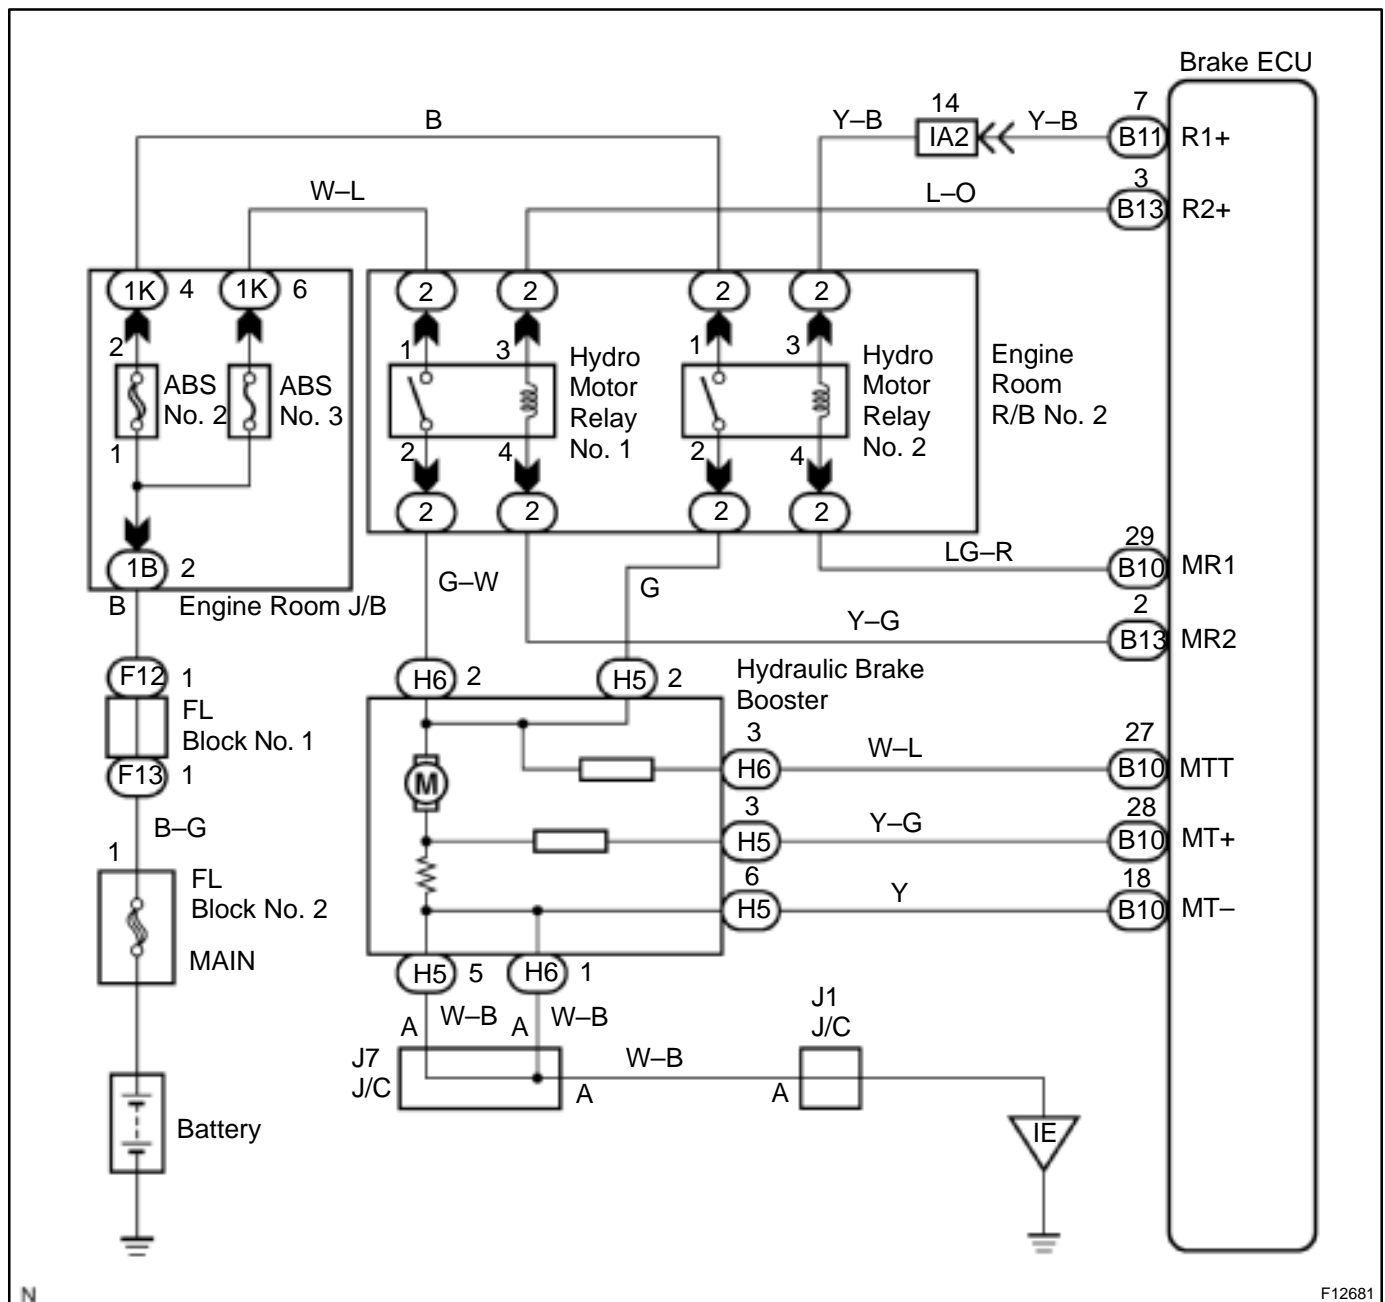 Brake ECU
14
7
B
Y–B
IA2
Y–B
B11
R1+
3
W–L
L–O
B13
R2+
1K
4
1K
6
2
2
2
2
2
1
3
1
3
ABS
No. 2
ABS
No. 3
Hydro
Motor
Relay
No. 1
Hydro
Motor
Relay
No. 2
Engine
Room
R/B No. 2
1
2
4
2
4
2
2
2
2
1B
2
29
LG–R
B10
MR1
B
Engine Room J/B
G–W
G
2
Y–G
B13
MR2
F12
1
H6
2
H5
2
Hydraulic Brake
Booster
FL
Block No. 1
3
27
W–L
H6
B10
MTT
F13
1
M
3
28
B–G
Y–G
H5
B10
MT+
1
FL
Block No. 2
6
18
Y
H5
B10
MT–
MAIN
H5
5
H6
1
J1
J/C
A
W–B
A
W–B
J7
J/C
W–B
A
A
Battery
IE
N
F12681